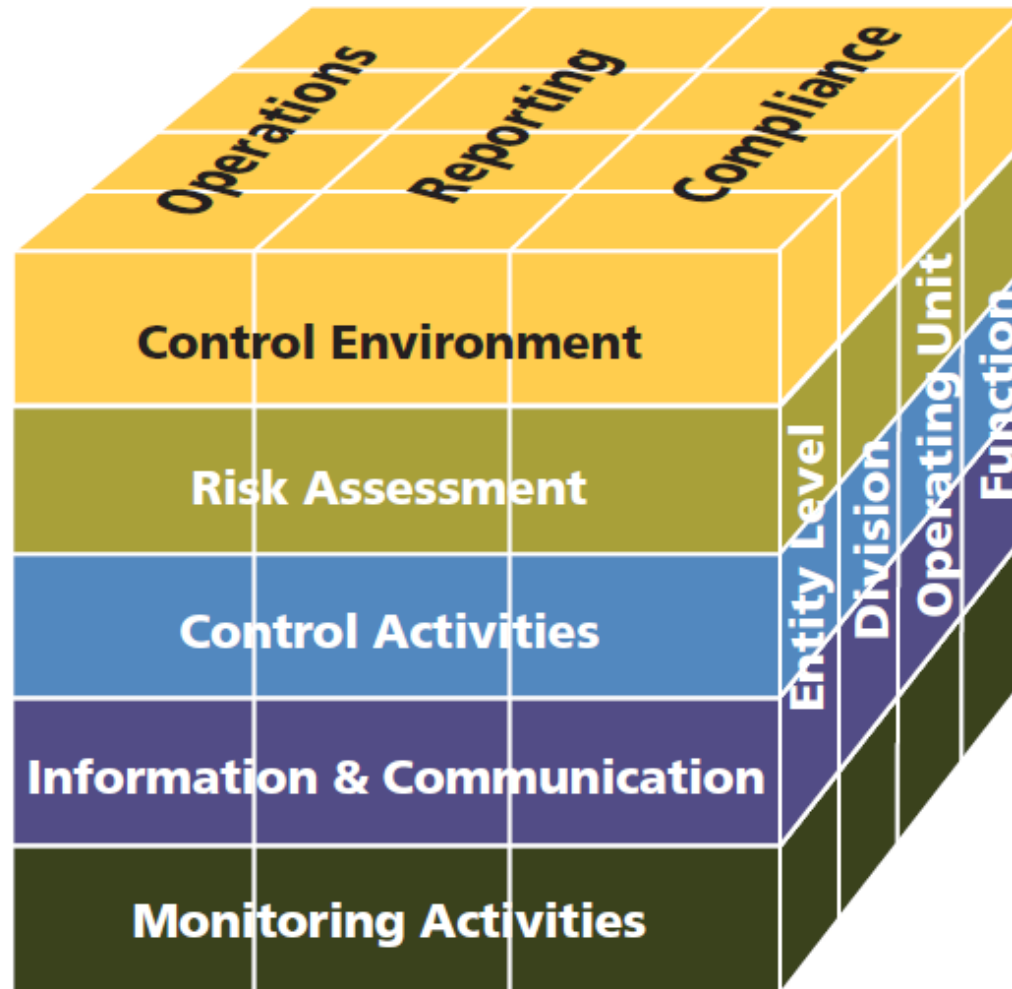 Operations
Reporting
Compliance
Control Environment
Risk Assessment
Control Activities
Information & Communication
Monitoring Activities
Entity Level
Division
Operating Unit
Function